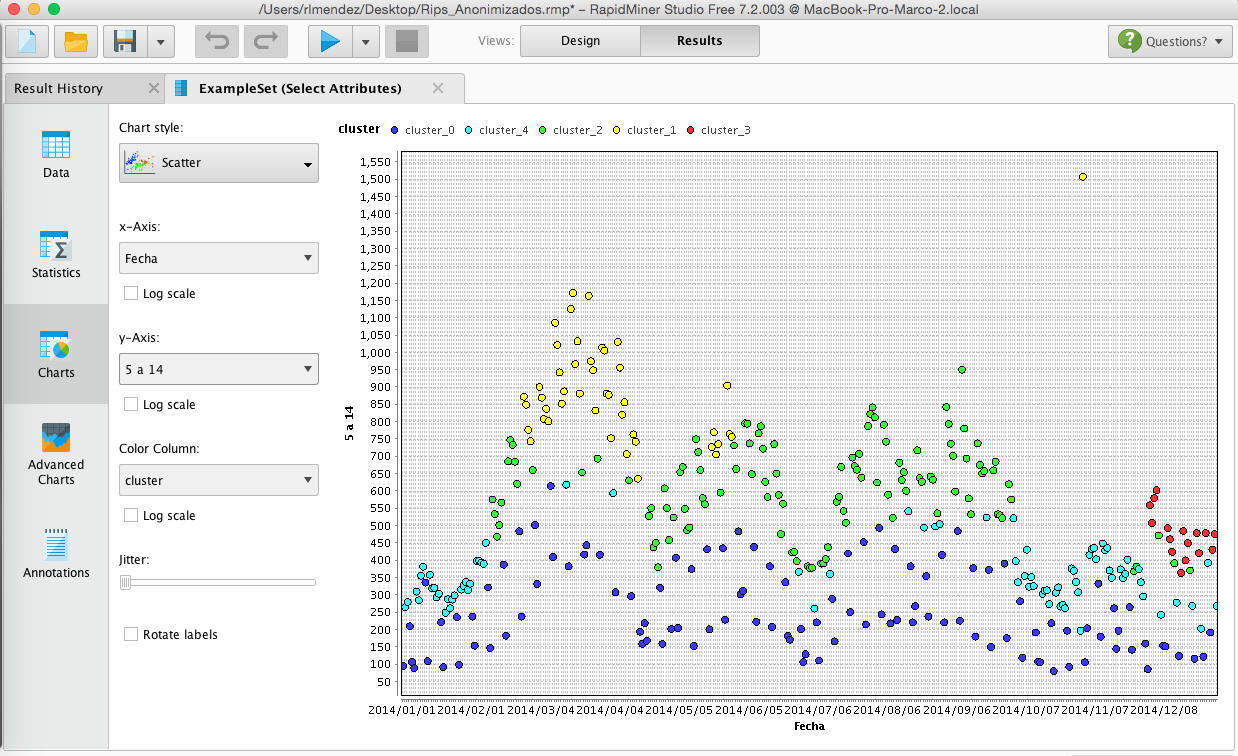 /Users/rlmendez/Desktop/Rips_Anonimizados.rmp* – RapidMiner Studio Free 7.2.003 @ MacBook-Pro-Marco-2.local
Views: Design Results Questions?
Result History ExampleSet (Select Attributes)
Data
Statistics
Charts
Advanced
Charts
Annotations
Chart style:
Scatter
x-Axis:
Fecha
Log scale
y-Axis:
5 a 14
Log scale
Color Column:
cluster
Log scale
Jitter:
Rotate labels
cluster cluster_0 cluster_4 cluster_2 cluster_1 cluster_3
1,550
1,500
1,450
1,400
1,350
1,300
1,250
1,200
1,150
1,100
1,050
1,000
950
900
850
800
750
700
650
600
550
500
450
400
350
300
250
200
150
100
50
5 a 14
2014/01/01 2014/02/01 2014/03/04 2014/04/04 2014/05/05 2014/06/05 2014/07/06 2014/08/06 2014/09/06 2014/10/07 2014/11/07 2014/12/08
Fecha